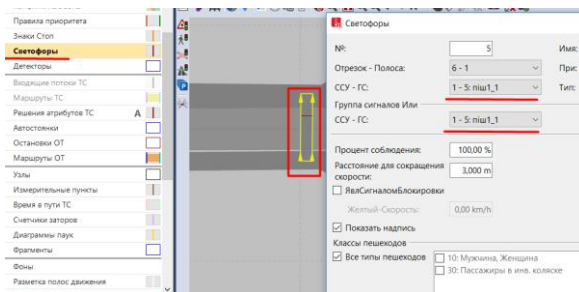 Правила приоритета
Знаки Стоп
Светофоры
Детекторы
Входящие потоки ТС
Маршруты ТС
Решения атрибутов ТС
A
Автостоянки
Остановки ОТ
Маршруты ОТ
Узлы
Измерительные пункты
Время в пути ТС
Счетчики заторов
Диаграммы паук
Фрагменты
Фоны
Разметка полос движения
Светофоры
№:
5
Имя:
Отрезок - Полоса:
6 - 1
При:
ССУ - ГС:
1 - 5: піш1_1
Тип:
Группа сигналов Или
ССУ - ГС:
1 - 5: піш1_1
Процент соблюдения:
100,00 %
Расстояние для сокращения
скорости:
3,000 m
ЯвлСигналомБлокировки
Желтый-Скорость:
0,00 km/h
Показать надпись
Классы пешеходов
Все типы пешеходов
10: Мужчина, Женщина
30: Пассажиры в инв. коляске